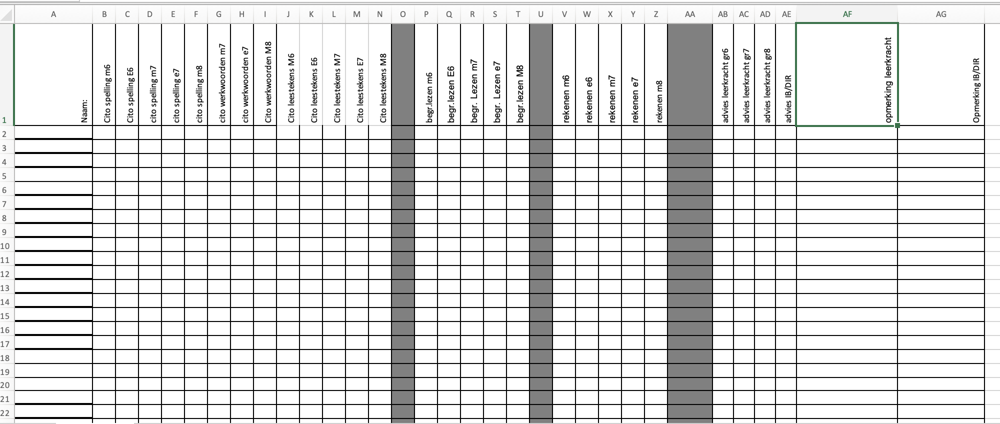 A B C D E F G H I J K L M N O P Q R S T U V W X Y Z AA AB AC AD AE AF AG
1
Naam:
Cito spelling m6
Cito spelling E6
cito spelling m7
cito spelling e7
cito spelling m8
cito werkwoorden m7
cito werkwoorden e7
Cito werkwoorden M8
Cito leestekens M6
Cito leestekens E6
Cito leestekens M7
Cito leestekens E7
Cito leestekens M8
begr.lezen m6
begr.lezen E6
begr. Lezen m7
begr. Lezen e7
begr.lezen M8
rekenen m6
rekenen e6
rekenen m7
rekenen e7
rekenen m8
advies leerkracht gr6
advies leerkracht gr7
advies leerkracht gr8
advies IB/DIR
opmerking leerkracht
Opmerking IB/DIR
2
3
4
5
6
7
8
9
10
11
12
13
14
15
16
17
18
19
20
21
22